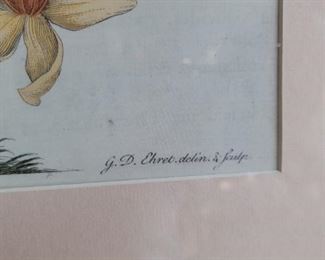 G. D. Ehret. delin. & sculp